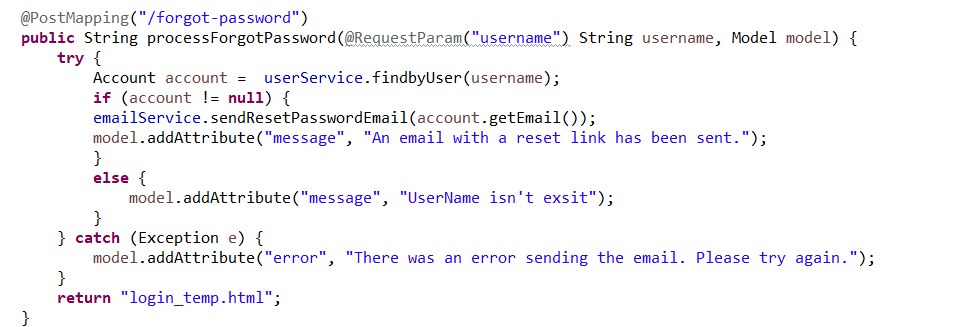 @PostMapping("/forgot-password")
public String processForgotPassword(@RequestParam("username") String username, Model model) {
    try {
        Account account =  userService.findbyUser(username);
        if (account != null) {
        emailService.sendResetPasswordEmail(account.getEmail());
        model.addAttribute("message", "An email with a reset link has been sent.");
        }
        else {
            model.addAttribute("message", "UserName isn't exsit");
        }
    } catch (Exception e) {
        model.addAttribute("error", "There was an error sending the email. Please try again.");
    }
    return "login_temp.html";
}